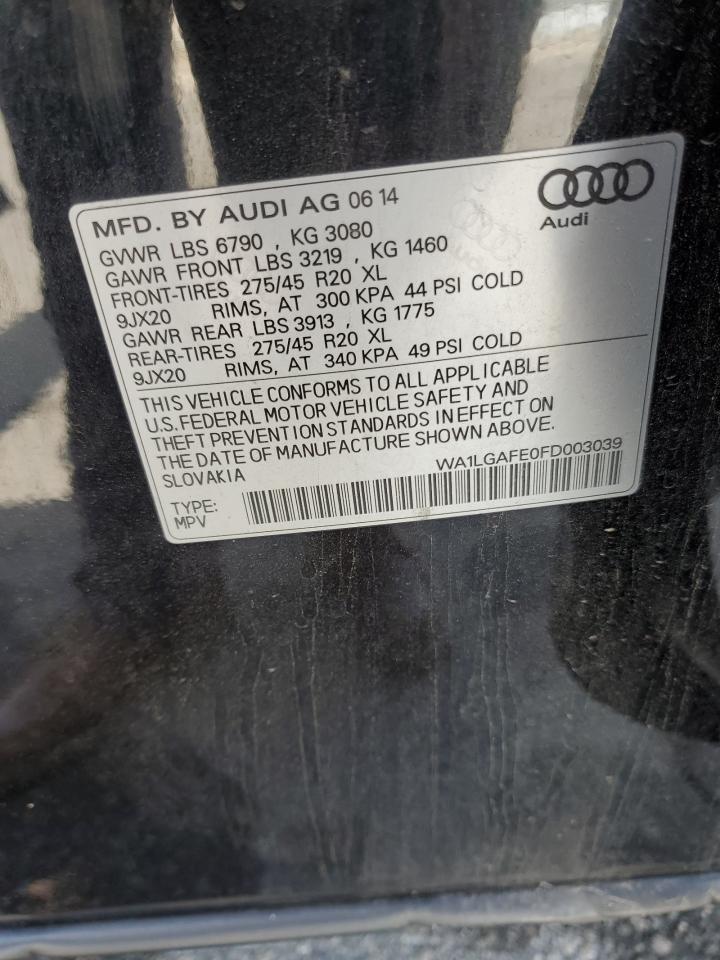 MFD. BY AUDI AG 06 14
Audi
GVWR LBS 6790 , KG 3080
GAWR FRONT LBS 3219 , KG 1460
FRONT-TIRES 275/45 R20 XL
9JX20 RIMS, AT 300 KPA 44 PSI COLD
GAWR REAR LBS 3913 , KG 1775
REAR-TIRES 275/45 R20 XL
9JX20 RIMS, AT 340 KPA 49 PSI COLD
THIS VEHICLE CONFORMS TO ALL APPLICABLE
U.S. FEDERAL MOTOR VEHICLE SAFETY AND
THEFT PREVENTION STANDARDS IN EFFECT ON
THE DATE OF MANUFACTURE SHOWN ABOVE.
SLOVAKIA
WA1LGAFE0FD003039
TYPE:
MPV